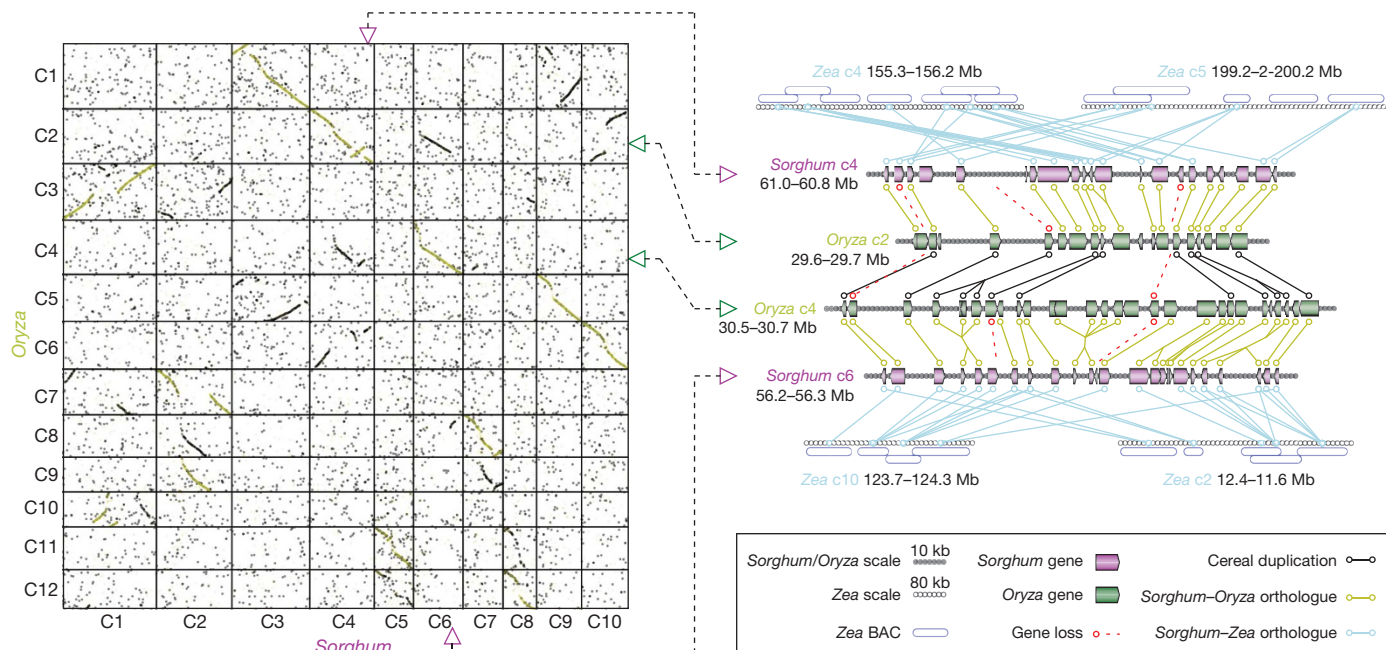 C1
C2
C3
C4
C5
C6
C7
C8
C9
C10
C11
C12
Oryza
C1 C2 C3 C4 C5 C6 C7 C8 C9 C10
Sorghum
Zea c4 155.3–156.2 Mb
Zea c5 199.2–2-200.2 Mb
Sorghum c4
61.0–60.8 Mb
Oryza c2
29.6–29.7 Mb
Oryza c4
30.5–30.7 Mb
Sorghum c6
56.2–56.3 Mb
Zea c10 123.7–124.3 Mb
Zea c2 12.4–11.6 Mb
Sorghum/Oryza scale 10 kb
Zea scale 80 kb
Zea BAC
Sorghum gene
Oryza gene
Gene loss
Cereal duplication
Sorghum–Oryza orthologue
Sorghum–Zea orthologue